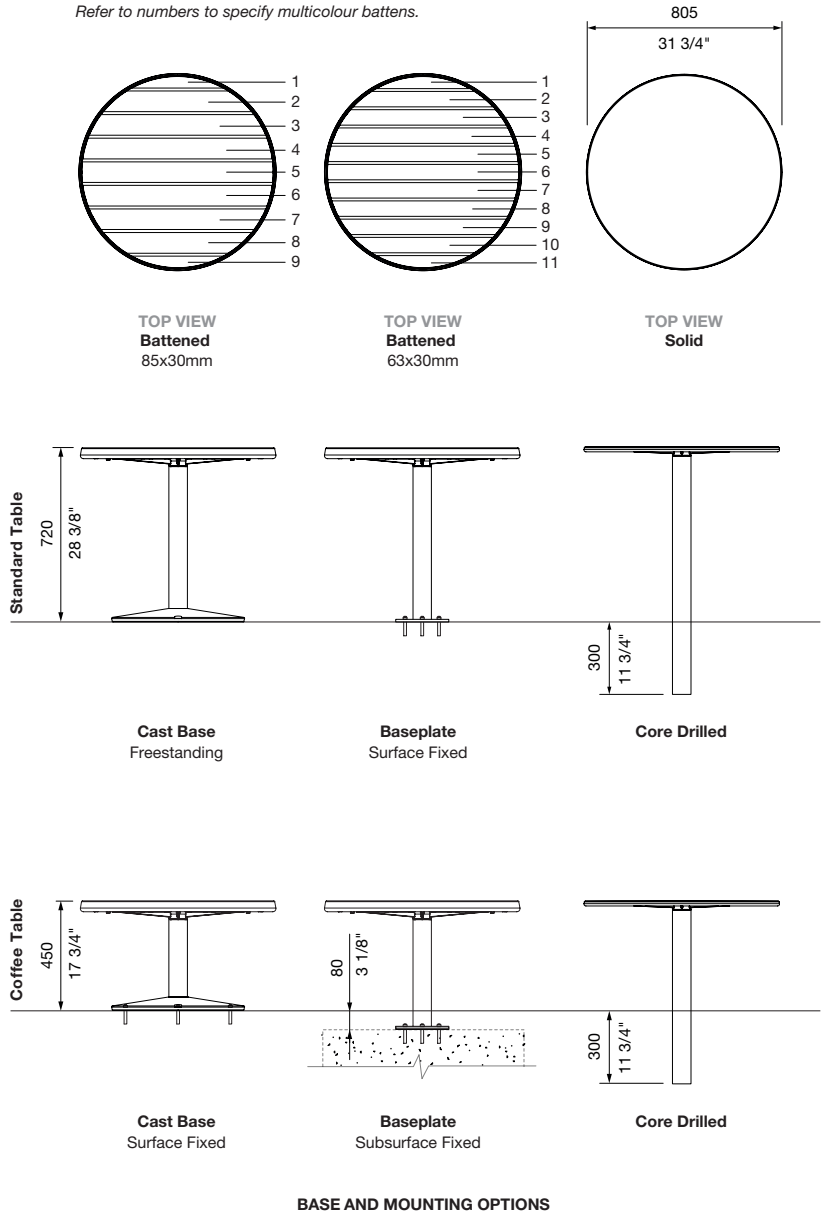 Refer to numbers to specify multicolour battens.
805
31 3/4"
1
2
3
4
5
6
7
8
9
1
2
3
4
5
6
7
8
9
10
11
TOP VIEW
Battened
85x30mm
TOP VIEW
Battened
63x30mm
TOP VIEW
Solid
Standard Table
720
28 3/8"
300
11 3/4"
Cast Base
Freestanding
Baseplate
Surface Fixed
Core Drilled
Coffee Table
450
17 3/4"
80
3 1/8"
300
11 3/4"
Cast Base
Surface Fixed
Baseplate
Subsurface Fixed
Core Drilled
BASE AND MOUNTING OPTIONS